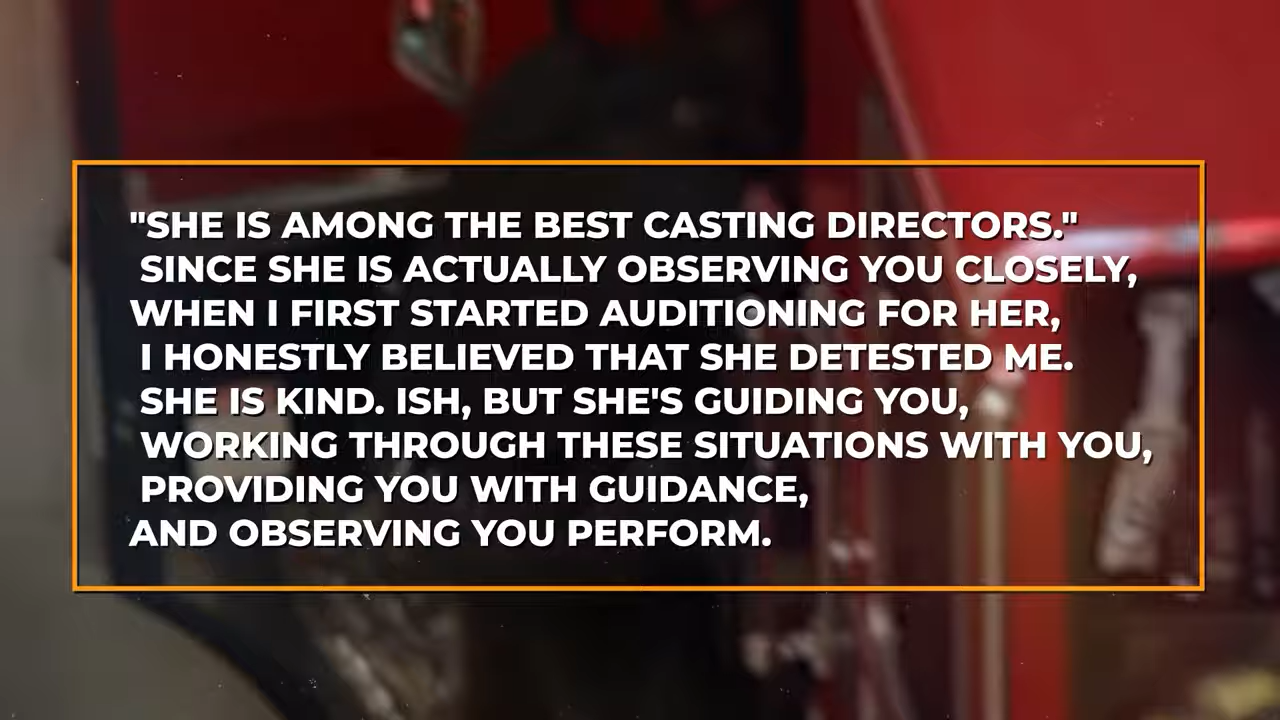 "SHE IS AMONG THE BEST CASTING DIRECTORS."
SINCE SHE IS ACTUALLY OBSERVING YOU CLOSELY,
WHEN I FIRST STARTED AUDITIONING FOR HER,
I HONESTLY BELIEVED THAT SHE DETESTED ME.
SHE IS KIND. ISH, BUT SHE'S GUIDING YOU,
WORKING THROUGH THESE SITUATIONS WITH YOU,
PROVIDING YOU WITH GUIDANCE,
AND OBSERVING YOU PERFORM.